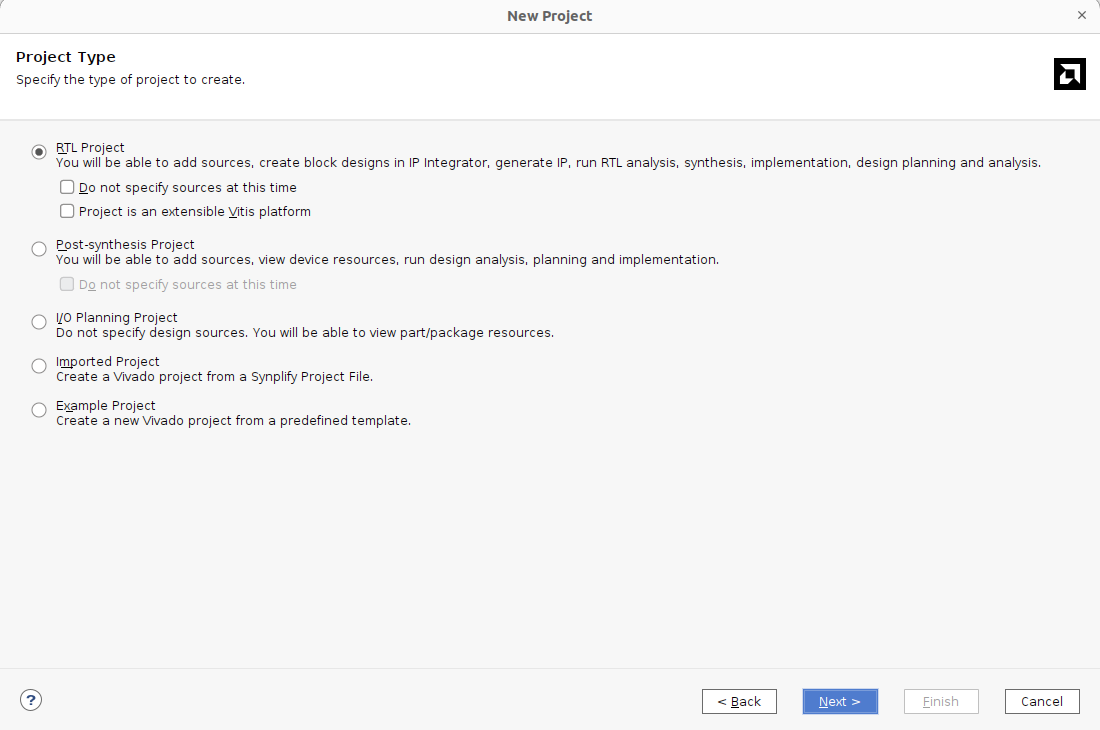 New Project
Project Type
Specify the type of project to create.
RTL Project
You will be able to add sources, create block designs in IP Integrator, generate IP, run RTL analysis, synthesis, implementation, design planning and analysis.
Do not specify sources at this time
Project is an extensible Vitis platform
Post-synthesis Project
You will be able to add sources, view device resources, run design analysis, planning and implementation.
Do not specify sources at this time
I/O Planning Project
Do not specify design sources. You will be able to view part/package resources.
Imported Project
Create a Vivado project from a Synplify Project File.
Example Project
Create a new Vivado project from a predefined template.
? < Back Next > Finish Cancel